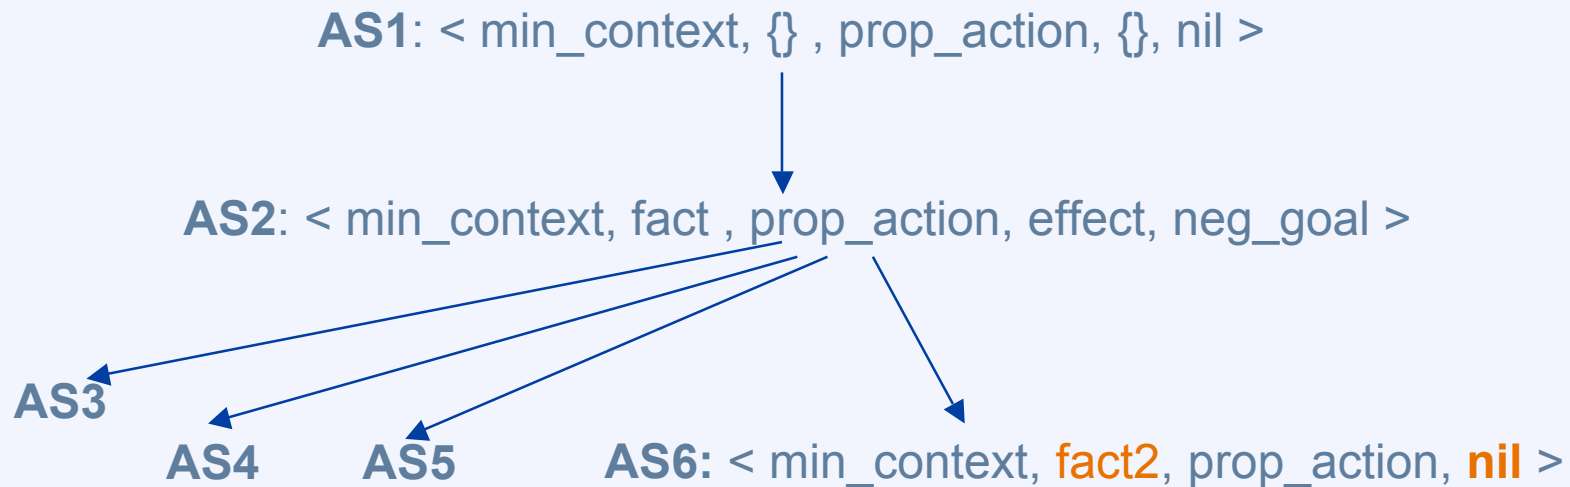 AS1: < min_context, {} , prop_action, {}, nil >
AS2: < min_context, fact , prop_action, effect, neg_goal >
AS3
AS4 AS5 AS6: < min_context, fact2, prop_action, nil >